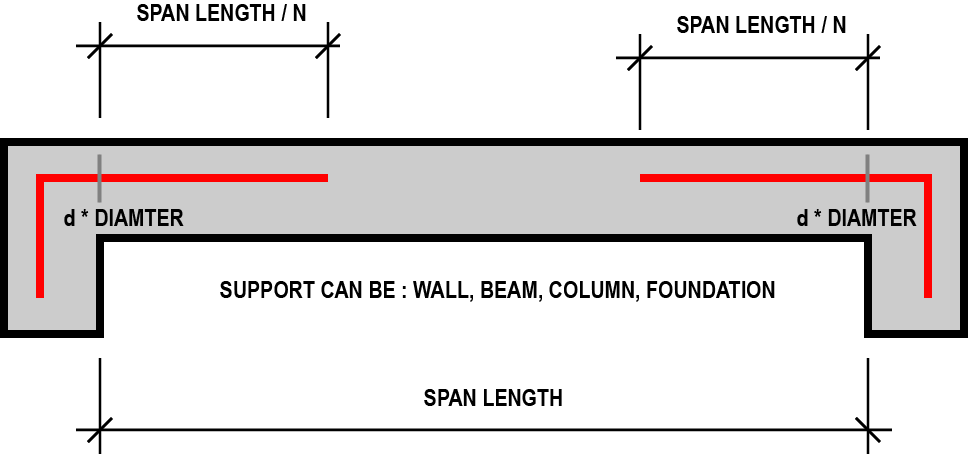 SPAN LENGTH / N
SPAN LENGTH / N
d * DIAMTER
d * DIAMTER
SUPPORT CAN BE : WALL, BEAM, COLUMN, FOUNDATION
SPAN LENGTH